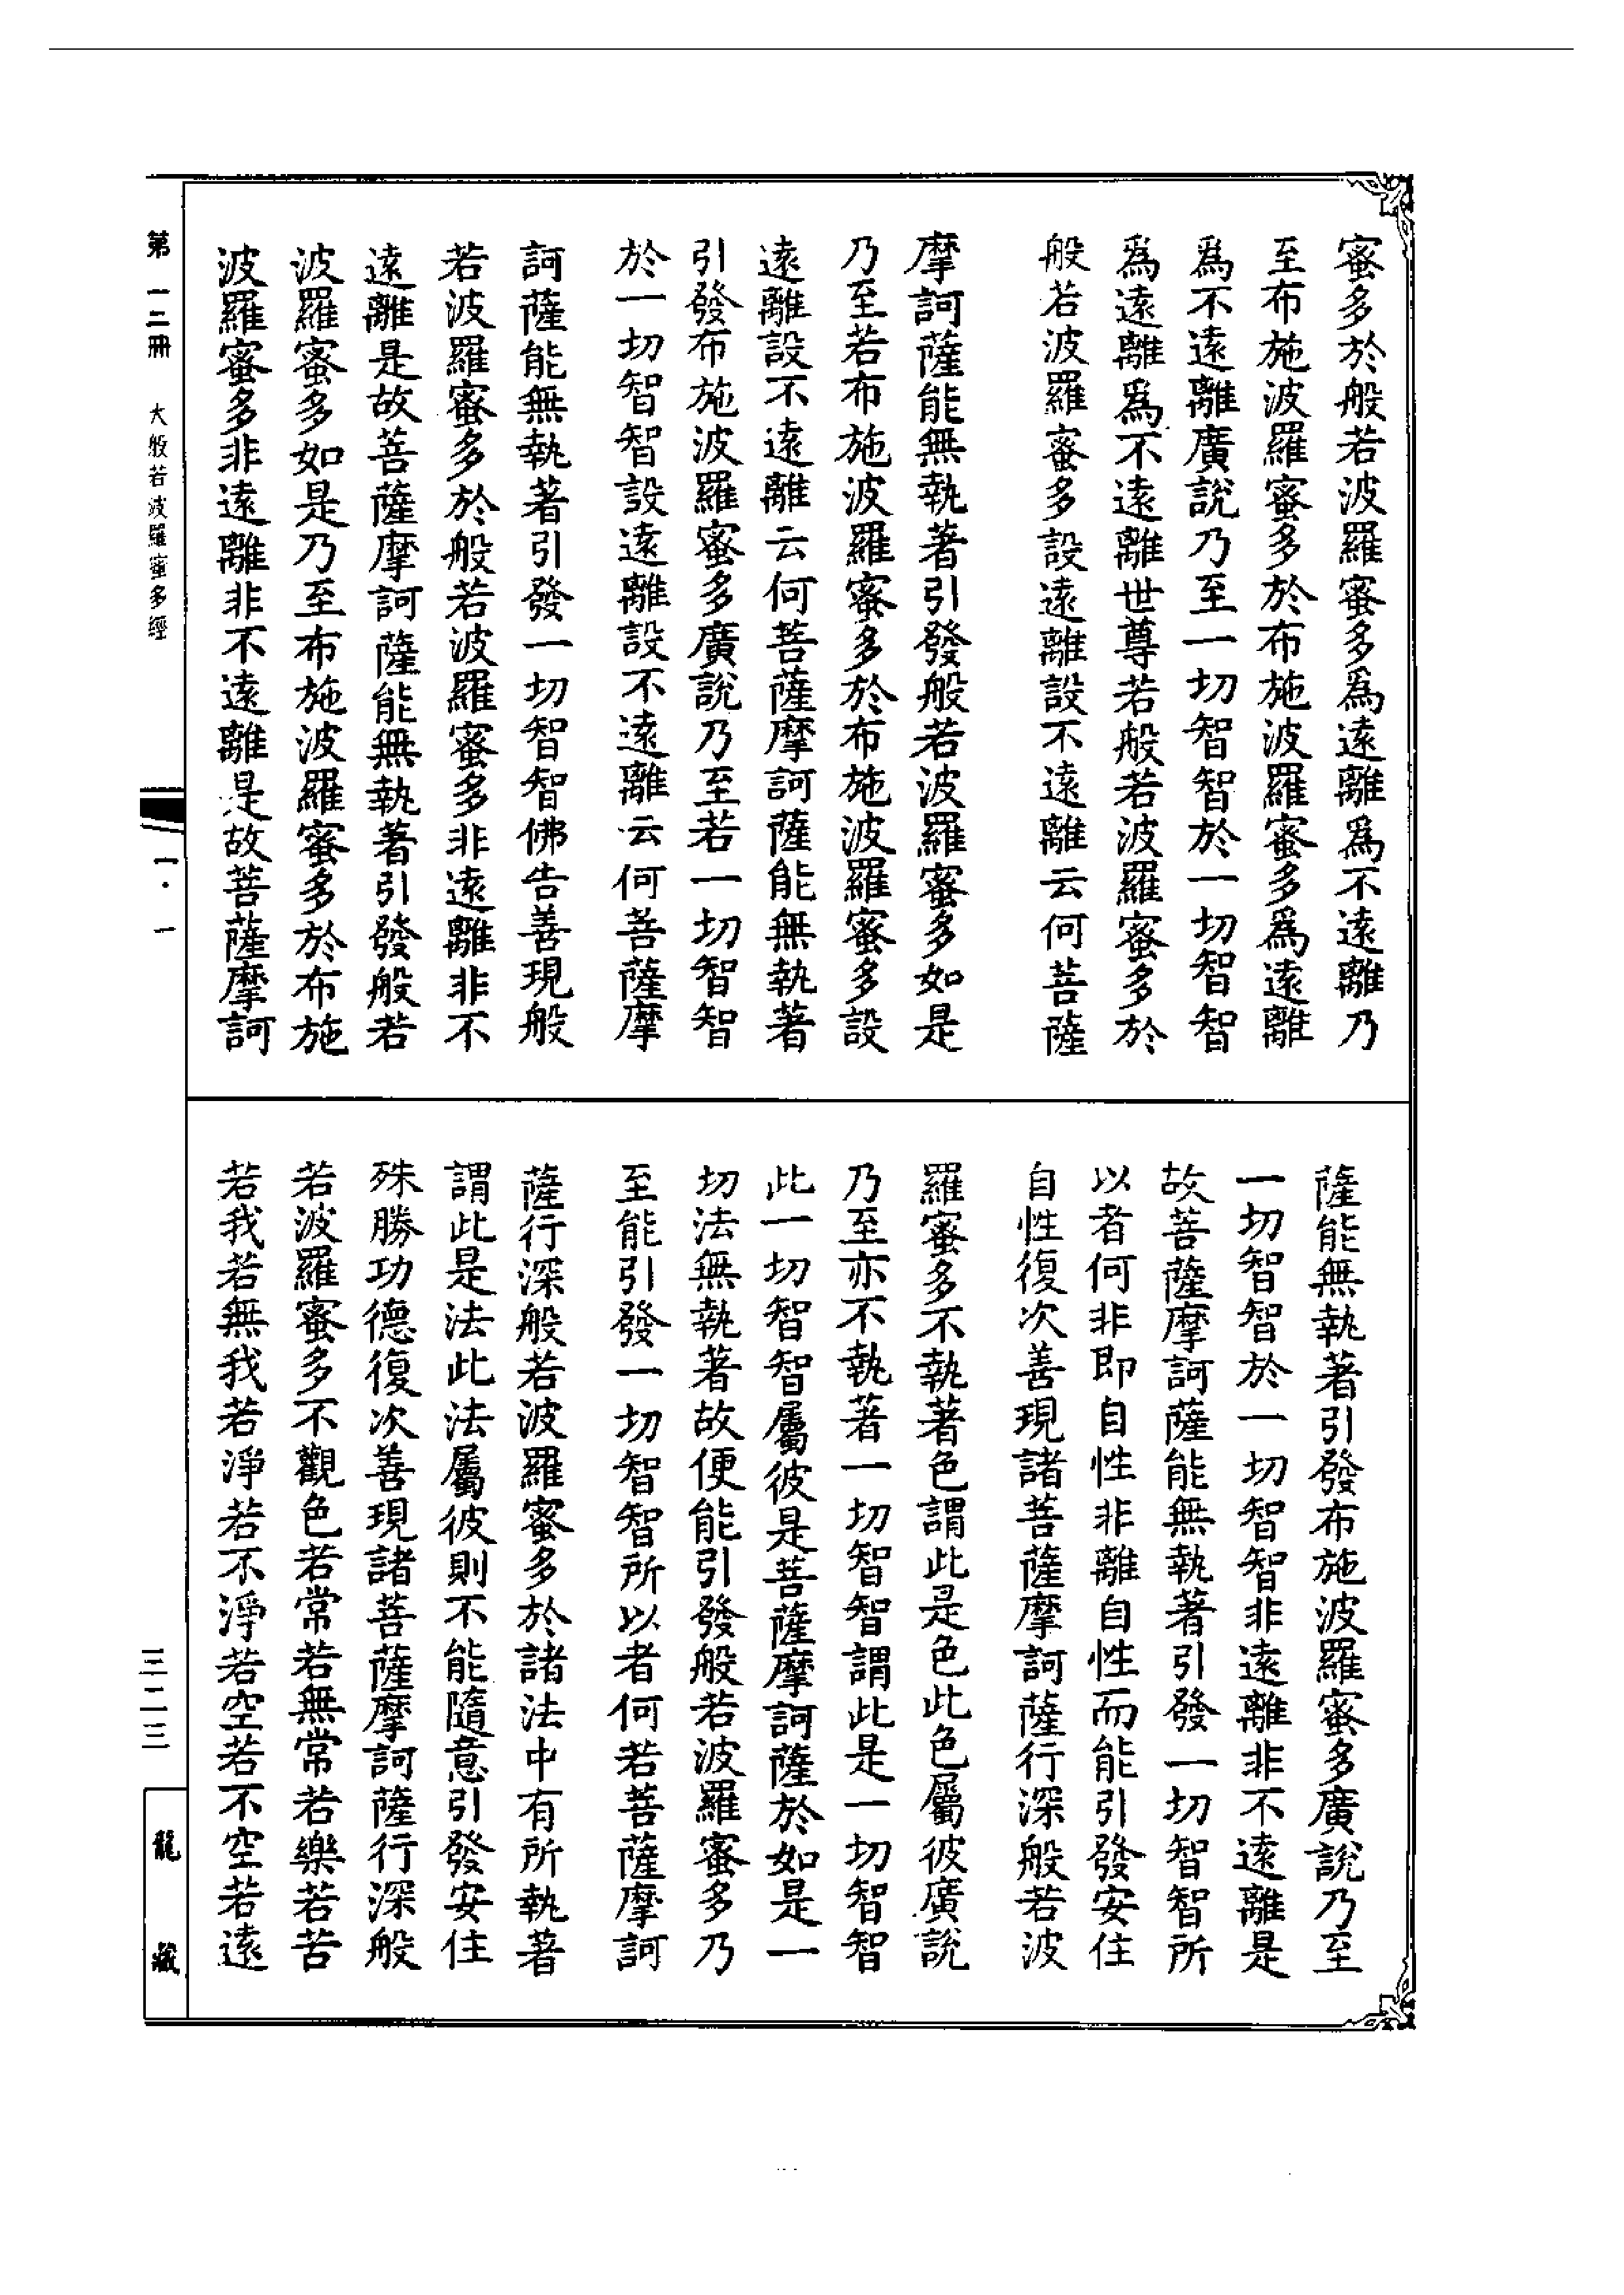 蜜多於般若波羅蜜多爲遠離爲不遠離乃
至布施波羅蜜多於布施波羅蜜多爲遠離
爲不遠離廣說乃至一切智智於一切智智
爲遠離爲不遠離世尊若般若波羅蜜多於
般若波羅蜜多設遠離設不遠離云何菩薩
摩訶薩能無執著引發般若波羅蜜多如是
乃至若布施波羅蜜多於布施波羅蜜多設
遠離設不遠離云何菩薩摩訶薩能無執著
引發布施波羅蜜多廣說乃至若一切智智
於一切智智設遠離設不遠離云何菩薩摩
訶薩能無執著引發一切智智佛告善現般
若波羅蜜多於般若波羅蜜多非遠離非不
遠離是故菩薩摩訶薩能無執著引發般若
波羅蜜多如是乃至布施波羅蜜多於布施
波羅蜜多非遠離非不遠離是故菩薩摩訶
薩能無執著引發布施波羅蜜多廣說乃至
一切智智於一切智智非遠離非不遠離是
故菩薩摩訶薩能無執著引發一切智智所
以者何非即自性非離自性而能引發安住
自性復次善現諸菩薩摩訶薩行深般若波
羅蜜多不執著色謂此是色此色屬彼廣說
乃至亦不執著一切智智謂此是一切智智
此一切智智屬彼是菩薩摩訶薩於如是一
切法無執著故便能引發般若波羅蜜多乃
至能引發一切智智所以者何若菩薩摩訶
薩行深般若波羅蜜多於諸法中有所執著
謂此是法此法屬彼則不能隨意引發安住
殊勝功德復次善現諸菩薩摩訶薩行深般
若波羅蜜多不觀色若常若無常若樂若苦
若我若無我若淨若不淨若空若不空若遠
第一二冊 大般若波羅蜜多經
一·一
三二三
龍藏